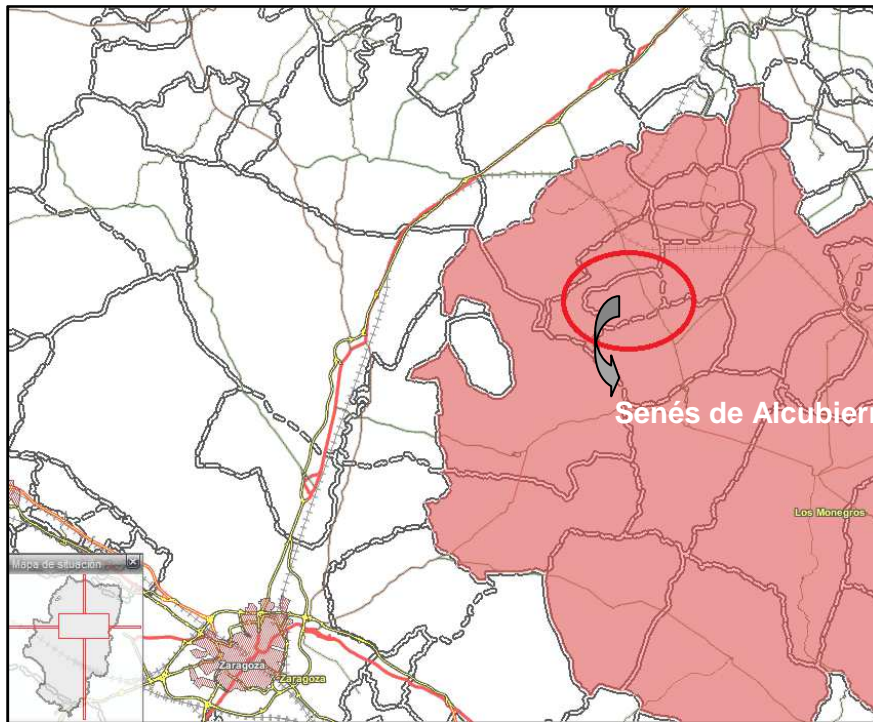 Senés de Alcubierr
Los Monegros
Mapa de situación
Zaragoza
Zaragoza